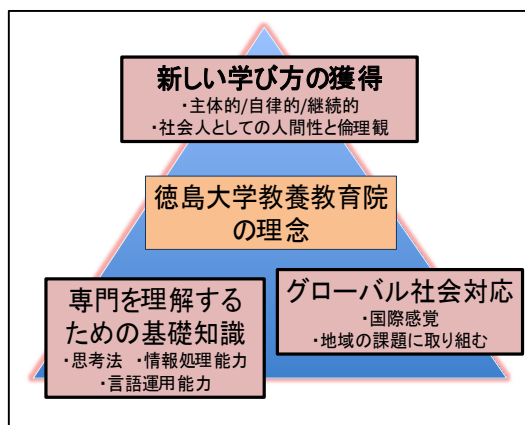 新しい学び方の獲得
・主体的/自律的/継続的
・社会人としての人間性と倫理観
徳島大学教養教育院
の理念
専門を理解する
ための基礎知識
・思考法 ・情報処理能力
・言語運用能力
グローバル社会対応
・国際感覚
・地域の課題に取り組む